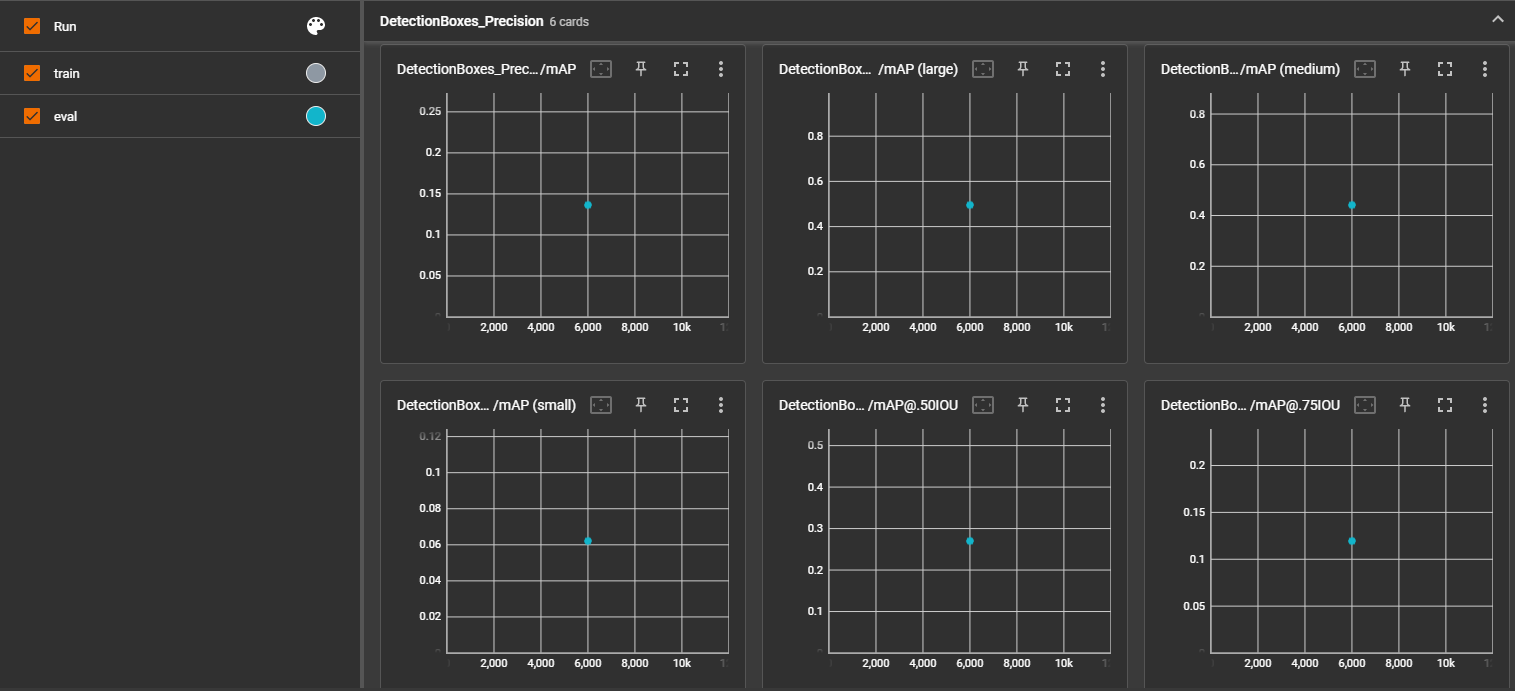 Run
train
eval
DetectionBoxes_Precision 6 cards
DetectionBoxes_Prec.../mAP
0.25
0.2
0.15
0.1
0.05
0
2,000 4,000 6,000 8,000 10k
DetectionBox... /mAP (large)
0.8
0.6
0.4
0.2
0
2,000 4,000 6,000 8,000 10k
DetectionB.../mAP (medium)
0.8
0.6
0.4
0.2
0
2,000 4,000 6,000 8,000 10k
DetectionBox... /mAP (small)
0.12
0.1
0.08
0.06
0.04
0.02
0
2,000 4,000 6,000 8,000 10k
DetectionBo... /mAP@.50IOU
0.5
0.4
0.3
0.2
0.1
0
2,000 4,000 6,000 8,000 10k
DetectionBo... /mAP@.75IOU
0.2
0.15
0.1
0.05
0
2,000 4,000 6,000 8,000 10k